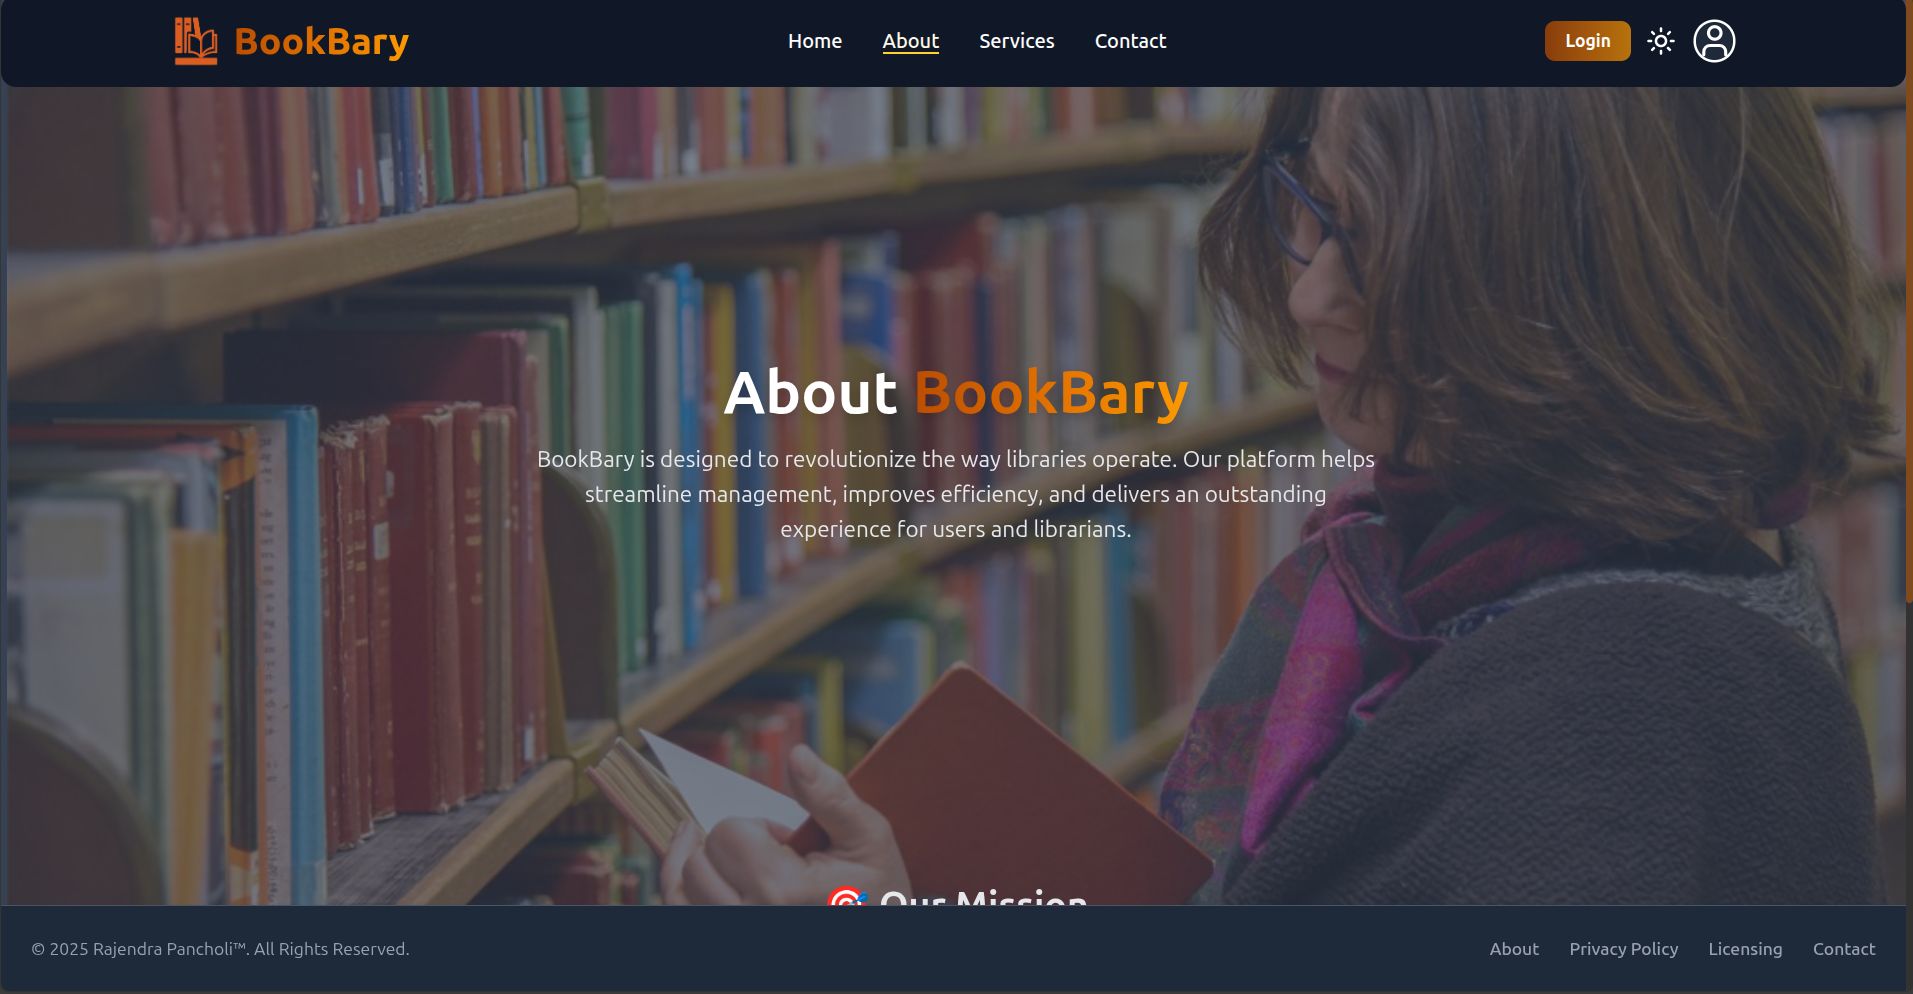 BookBary
Home
About
Services
Contact
Login
About BookBary
BookBary is designed to revolutionize the way libraries operate. Our platform helps
streamline management, improves efficiency, and delivers an outstanding
experience for users and librarians.
🎯 Our Mission
© 2025 Rajendra Pancholi™. All Rights Reserved.
About
Privacy Policy
Licensing
Contact